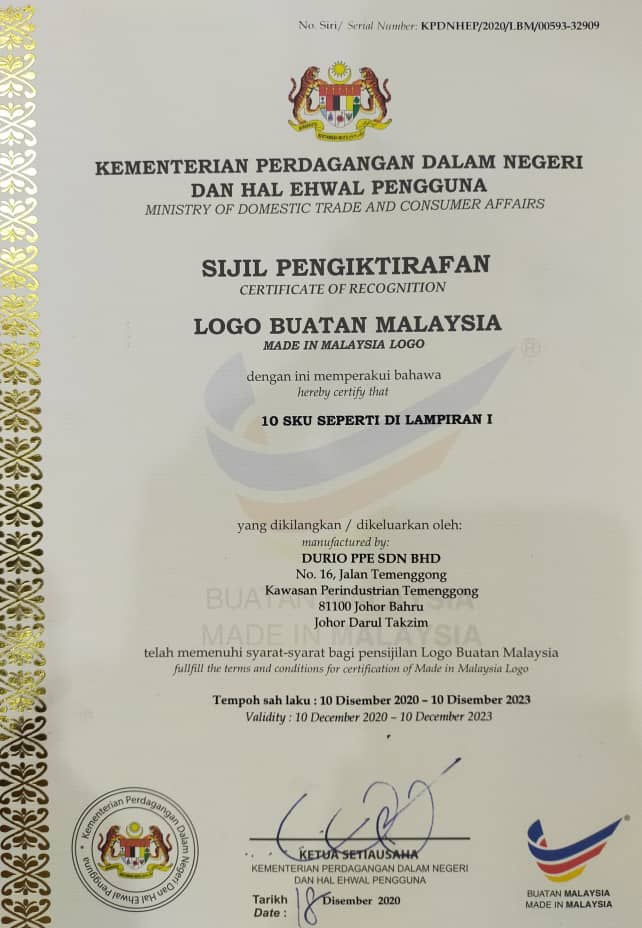 No. Siri/ Serial Number: KPDNHEP/2020/LBM/00593-32909
KEMENTERIAN PERDAGANGAN DALAM NEGERI
DAN HAL EHWAL PENGGUNA
MINISTRY OF DOMESTIC TRADE AND CONSUMER AFFAIRS
SIJIL PENGIKTIRAFAN
CERTIFICATE OF RECOGNITION
LOGO BUATAN MALAYSIA
MADE IN MALAYSIA LOGO
®
dengan ini memperakui bahawa
hereby certify that
10 SKU SEPERTI DI LAMPIRAN I
yang dikilangkan / dikeluarkan oleh:
manufactured by:
DURIO PPE SDN BHD
No. 16, Jalan Temenggong
Kawasan Perindustrian Temenggong
BUATAN MALAYSIA
81100 Johor Bahru
Johor Darul Takzim
MADE IN MALAYSIA
telah memenuhi syarat-syarat bagi pensijilan Logo Buatan Malaysia
fullfill the terms and conditions for certification of Made in Malaysia Logo
Tempoh sah laku : 10 Disember 2020 – 10 Disember 2023
Validity : 10 December 2020 – 10 December 2023
Kementerian Perdagangan Dalam Negeri Dan Hal Ehwal Pengguna
KETUA SETIAUSAHA
KEMENTERIAN PERDAGANGAN DALAM NEGERI
DAN HAL EHWAL PENGGUNA
Tarikh
Date : 18 Disember 2020
®
BUATAN MALAYSIA
MADE IN MALAYSIA